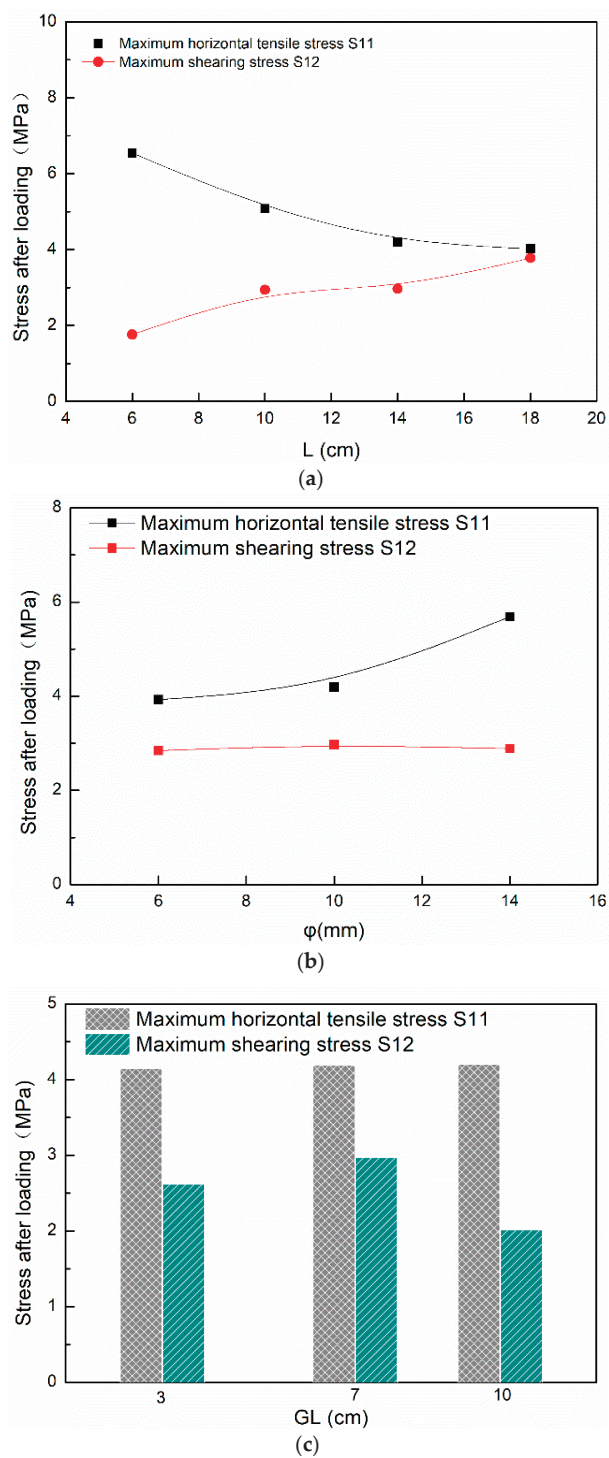 Maximum horizontal tensile stress S11
Maximum shearing stress S12
Stress after loading（MPa）
10
8
6
4
2
0
4 6 8 10 12 14 16 18 20
L (cm)
(a)
Maximum horizontal tensile stress S11
Maximum shearing stress S12
Stress after loading（MPa）
8
6
4
2
0
4 6 8 10 12 14 16
φ(mm)
(b)
Maximum horizontal tensile stress S11
Maximum shearing stress S12
Stress after loading（MPa）
5
4
3
2
1
0
3 7 10
GL (cm)
(c)